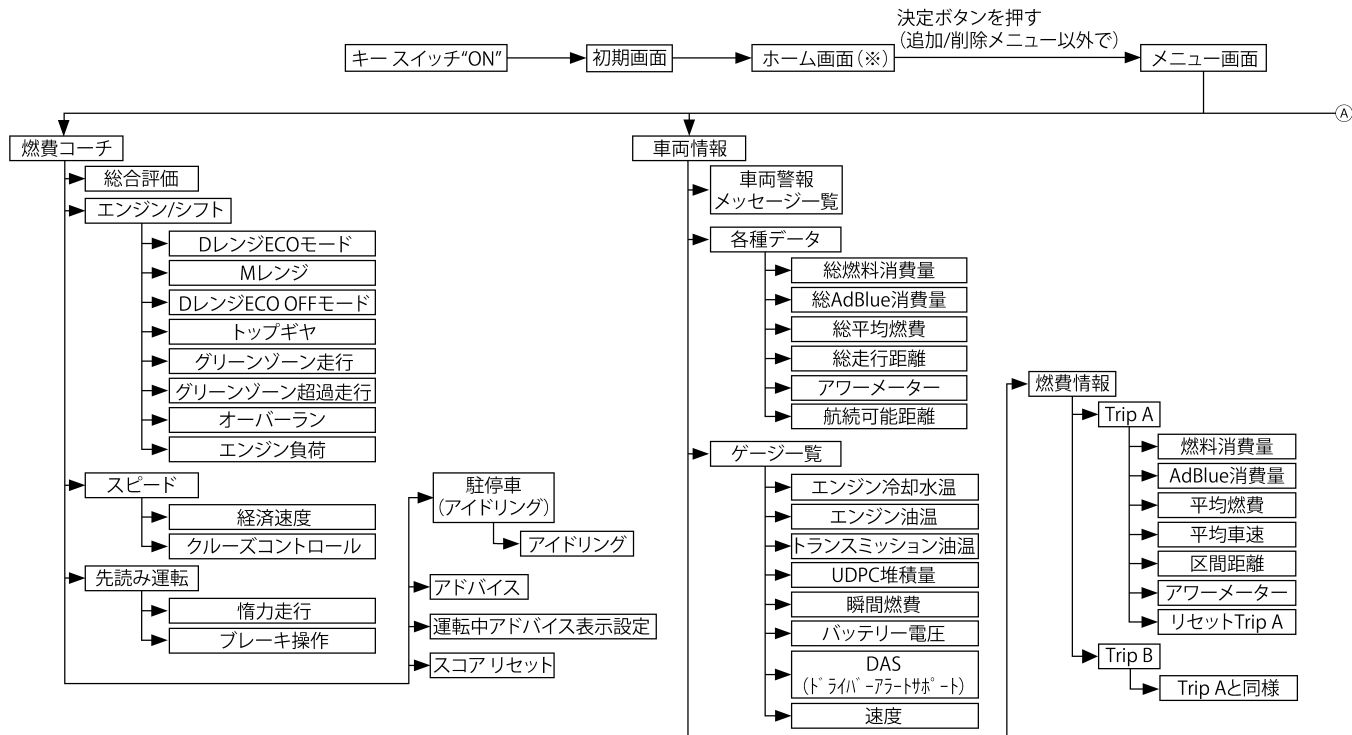 決定ボタンを押す
(追加/削除メニュー以外で)
キー スイッチ“ON”
初期画面
ホーム画面(※)
メニュー画面
Ⓐ
燃費コーチ
総合評価
エンジン/シフト
DレンジECOモード
Mレンジ
DレンジECO OFFモード
トップギヤ
グリーンゾーン走行
グリーンゾーン超過走行
オーバーラン
エンジン負荷
スピード
経済速度
クルーズコントロール
先読み運転
惰力走行
ブレーキ操作
駐停車
(アイドリング)
アイドリング
アドバイス
運転中アドバイス表示設定
スコア リセット
車両情報
車両警報
メッセージ一覧
各種データ
総燃料消費量
総AdBlue消費量
総平均燃費
総走行距離
アワーメーター
航続可能距離
ゲージ一覧
エンジン冷却水温
エンジン油温
トランスミッション油温
UDPC堆積量
瞬間燃費
バッテリー電圧
DAS
(ドライバーアラートサポート)
速度
燃費情報
Trip A
燃料消費量
AdBlue消費量
平均燃費
平均車速
区間距離
アワーメーター
リセットTrip A
Trip B
Trip Aと同様